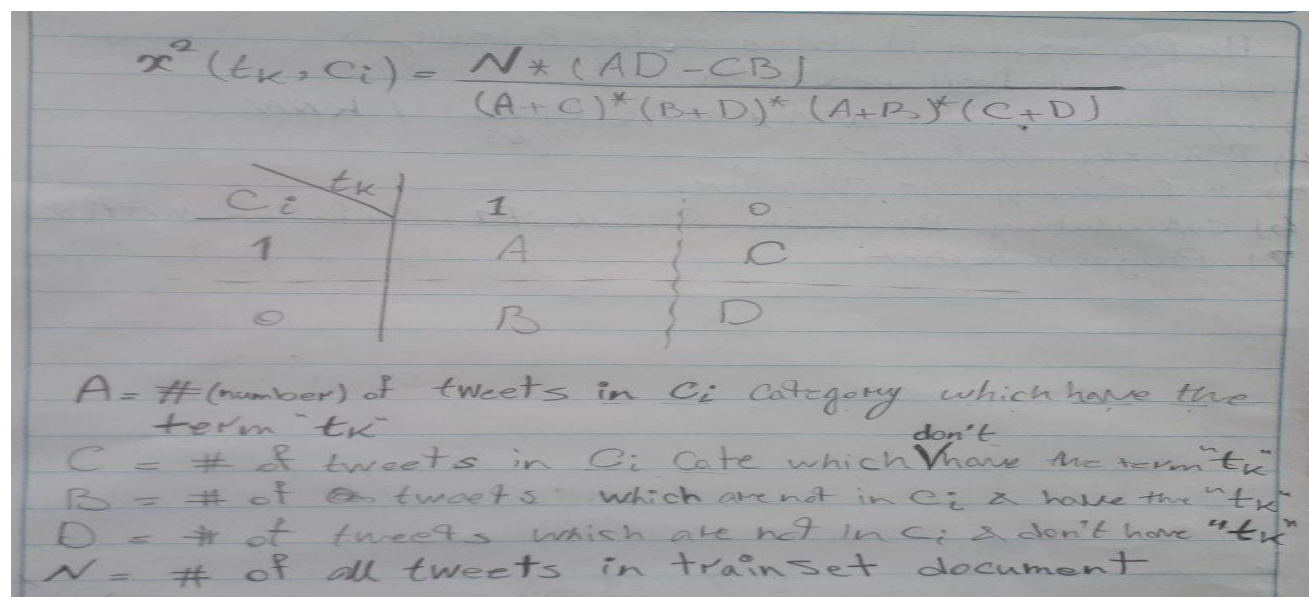 x²(tk, Ci) = N * (AD - CB)
(A+C)*(B+D)*(A+B)*(C+D)
tk
Ci 1 0
1 A C
0 B D
A = #(number) of tweets in Ci Category which have the
term "tk"
don't
C = # of tweets in Ci Cate which have the term "tk"
B = # of tweets which are not in Ci & have the "tk"
D = # of tweets which are not in Ci & don't have "tk"
N = # of all tweets in train set document